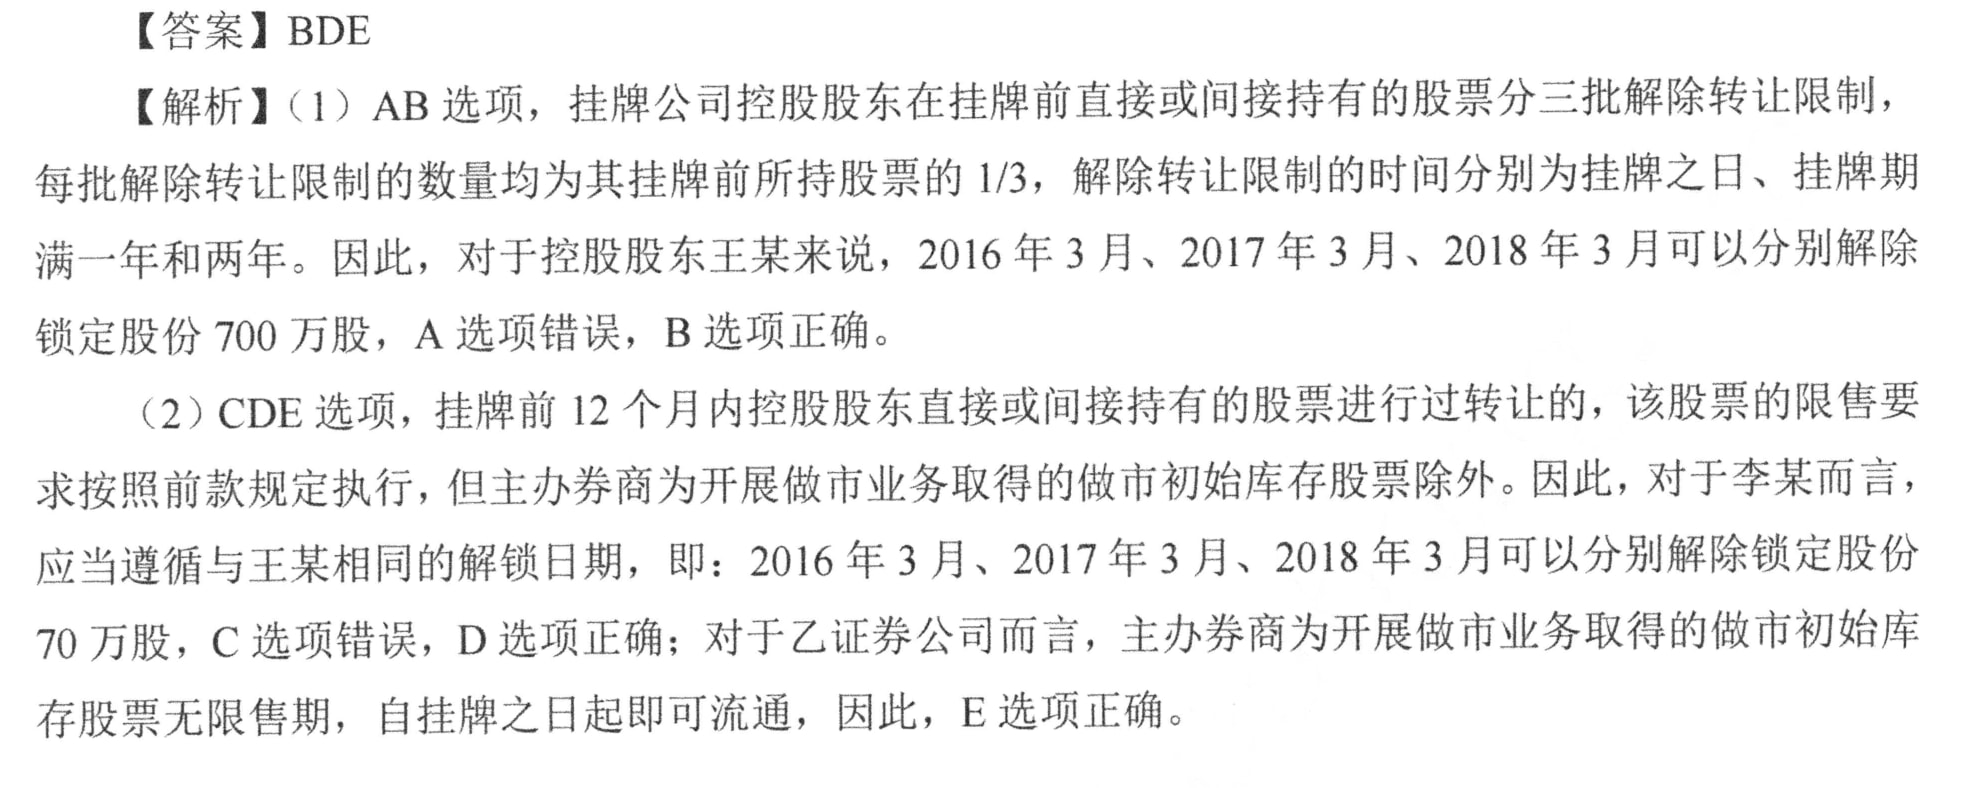 【答案】BDE
【解析】（1）AB 选项，挂牌公司控股股东在挂牌前直接或间接持有的股票分三批解除转让限制，
每批解除转让限制的数量均为其挂牌前所持股票的 1/3，解除转让限制的时间分别为挂牌之日、挂牌期
满一年和两年。因此，对于控股股东王某来说，2016 年 3 月、2017 年 3 月、2018 年 3 月可以分别解除
锁定股份 700 万股，A 选项错误，B 选项正确。
（2）CDE 选项，挂牌前 12 个月内控股股东直接或间接持有的股票进行过转让的，该股票的限售要
求按照前款规定执行，但主办券商为开展做市业务取得的做市初始库存股票除外。因此，对于李某而言，
应当遵循与王某相同的解锁日期，即：2016 年 3 月、2017 年 3 月、2018 年 3 月可以分别解除锁定股份
70 万股，C 选项错误，D 选项正确；对于乙证券公司而言，主办券商为开展做市业务取得的做市初始库
存股票无限售期，自挂牌之日起即可流通，因此，E 选项正确。